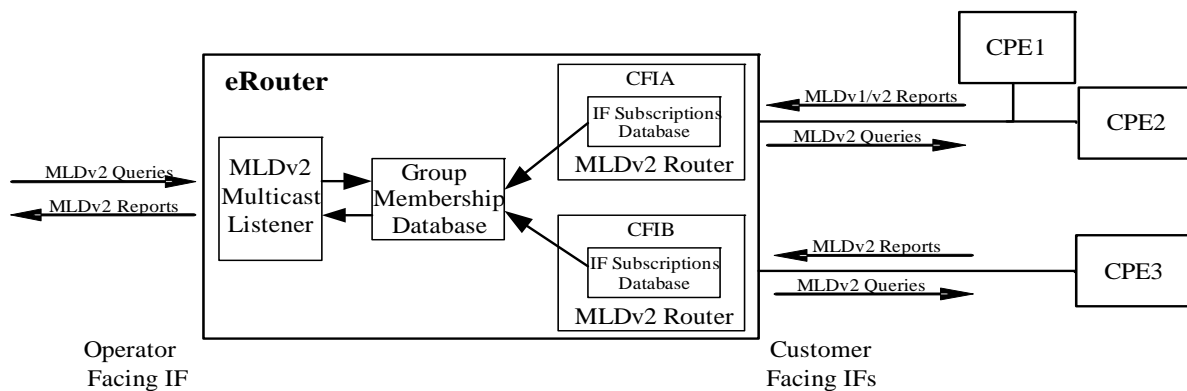 eRouter
MLDv2 Queries
MLDv2 Reports
MLDv2
Multicast
Listener
Group
Membership
Database
CFIA
IF Subscriptions
Database
MLDv2 Router
CFIB
IF Subscriptions
Database
MLDv2 Router
MLDv1/v2 Reports
MLDv2 Queries
MLDv2 Reports
MLDv2 Queries
CPE1
CPE2
CPE3
Operator
Facing IF
Customer
Facing IFs